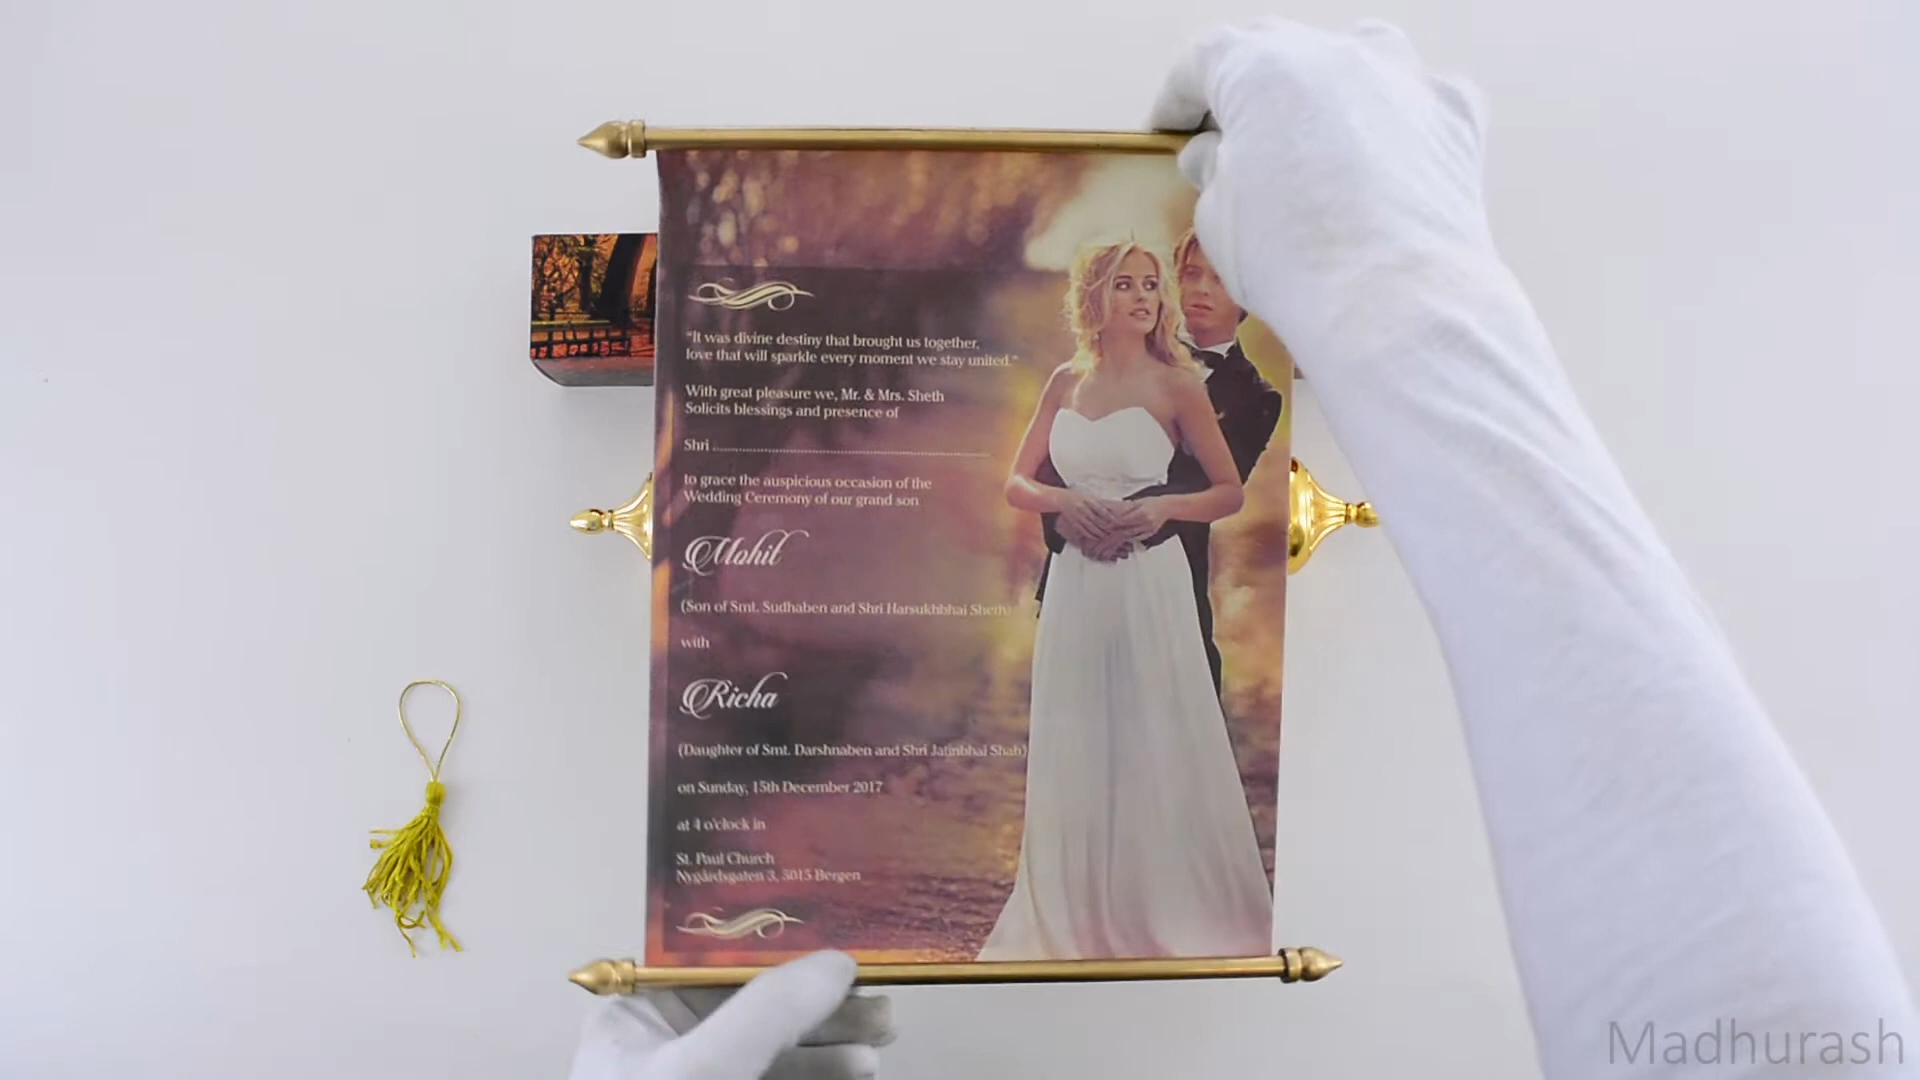 "It was divine destiny that brought us together,
love that will sparkle every moment we stay united."
With great pleasure we, Mr. & Mrs. Sheth
Solicits blessings and presence of
Shri ................................................................
to grace the auspicious occasion of the
Wedding Ceremony of our grand son
Mohit
(Son of Smt. Sudhaben and Shri Harsukhbhai Sheth)
with
Richa
(Daughter of Smt. Darshnaben and Shri Jatinbhai Shah)
on Sunday, 15th December 2017
at 4 o'clock in
St. Paul Church
Nygårdsgaten 3, 5015 Bergen
Madhurash